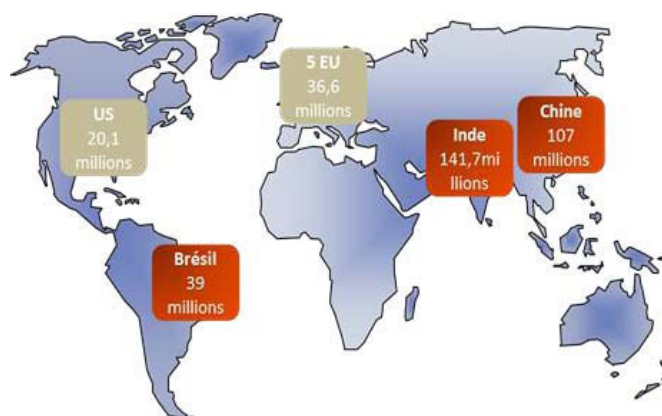 5 EU
36,6
millions
US
20,1
millions
Inde
141,7mi
llions
Chine
107
millions
Brésil
39
millions